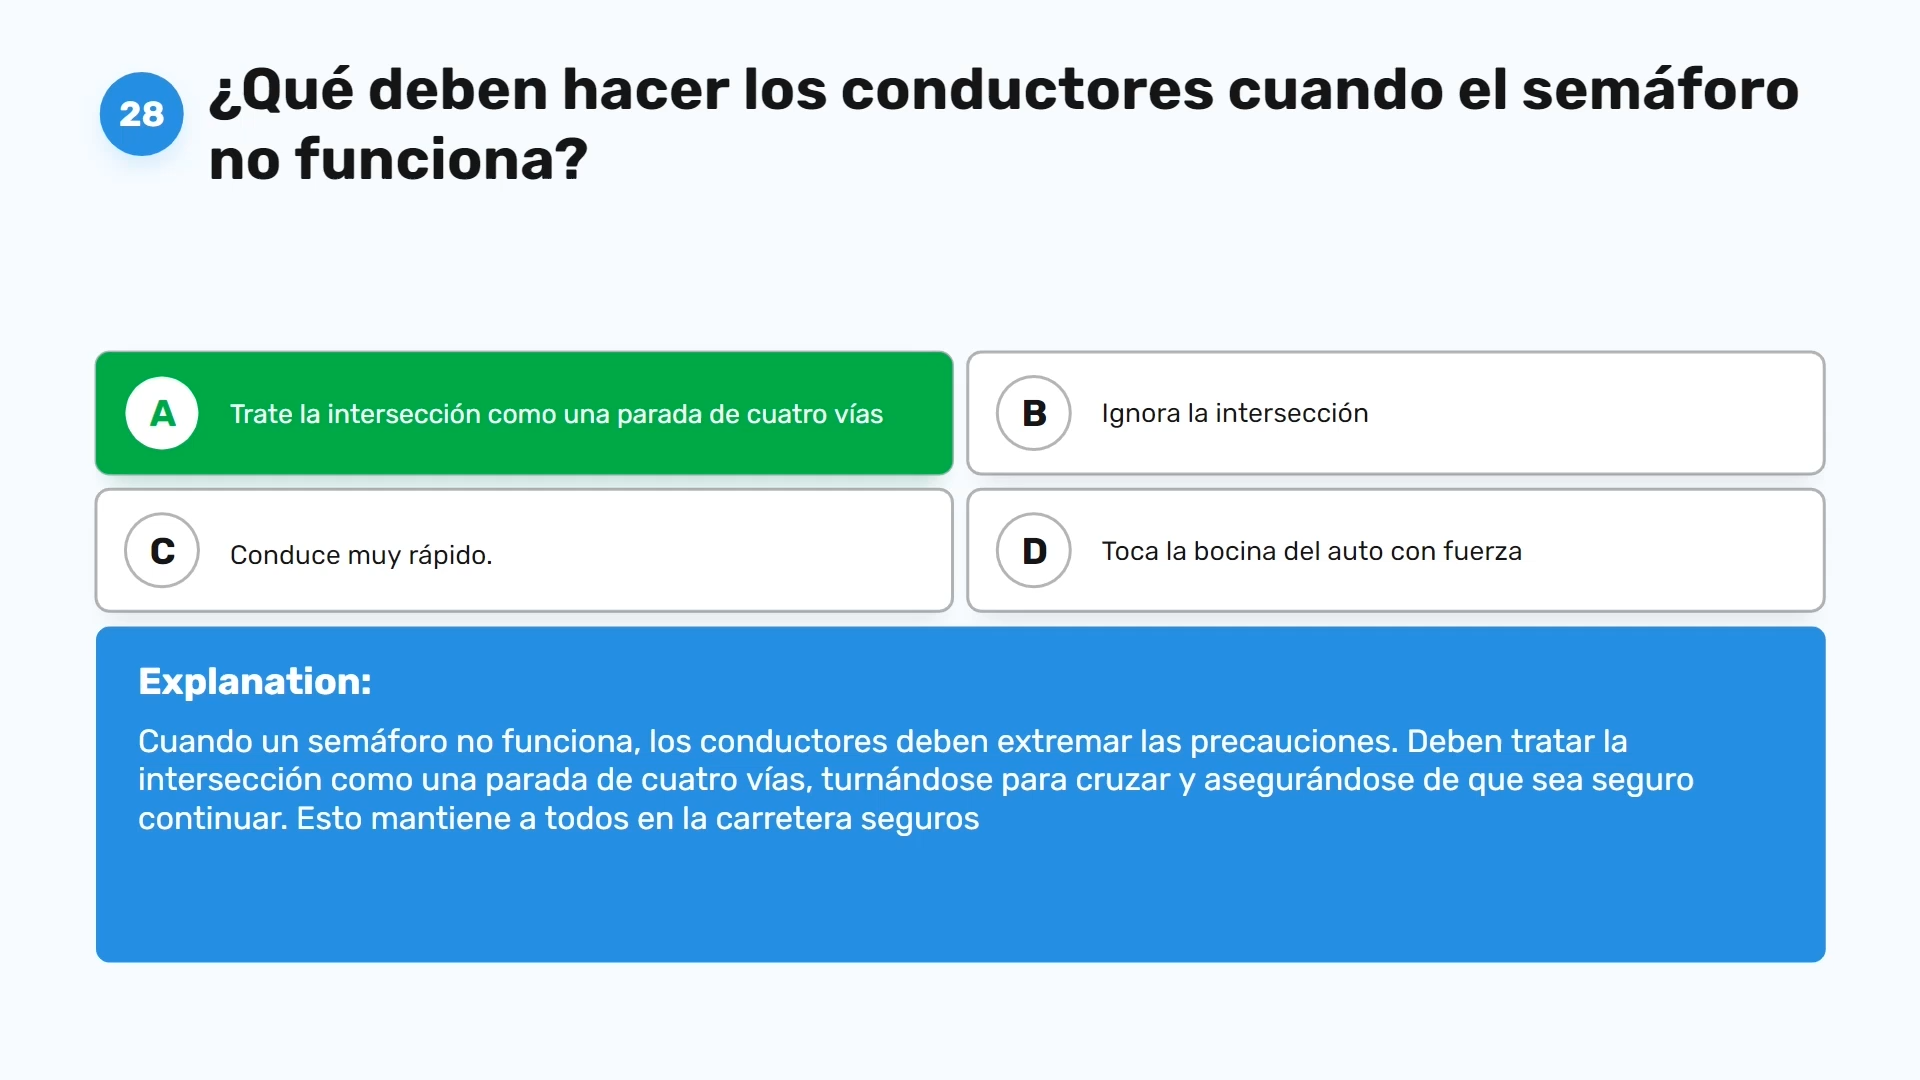 28
¿Qué deben hacer los conductores cuando el semáforo
no funciona?
A
Trate la intersección como una parada de cuatro vías
B
Ignora la intersección
C
Conduce muy rápido.
D
Toca la bocina del auto con fuerza
Explanation:
Cuando un semáforo no funciona, los conductores deben extremar las precauciones. Deben tratar la
intersección como una parada de cuatro vías, turnándose para cruzar y asegurándose de que sea seguro
continuar. Esto mantiene a todos en la carretera seguros